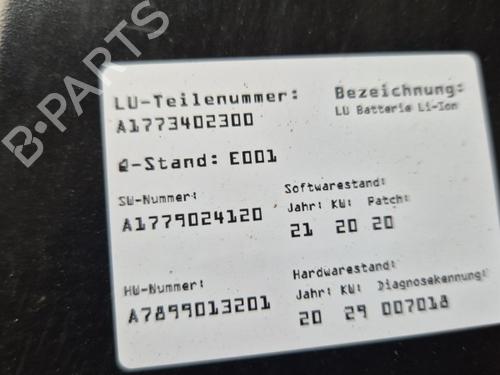 B-PARTS
LU-Teilenummer: Bezeichnung:
A1773402300 LU Batterie Li-Ion
Q-Stand: E001
SW-Nummer: Softwarestand:
A1779024120 Jahr: KW: Patch:
21 20 20
Hardwarestand:
HW-Nummer: Jahr: KW: Diagnosekennung:
A7899013201 20 29 007018